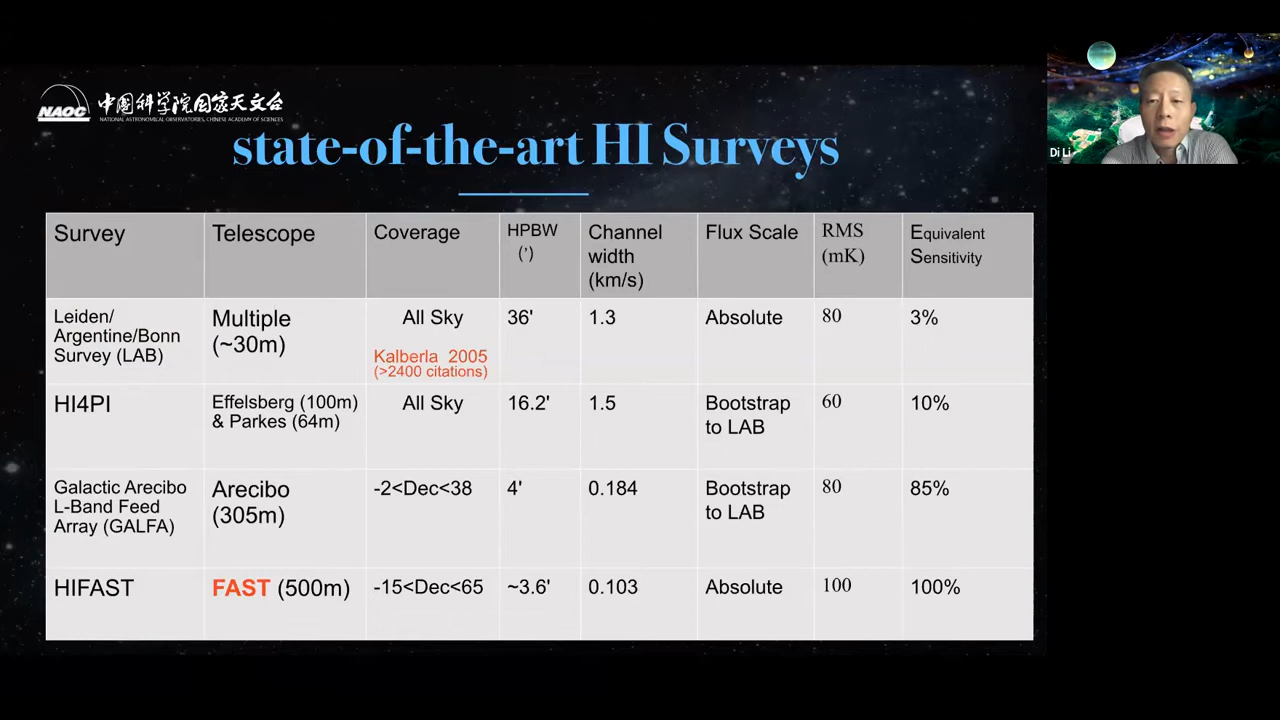 NAOC 中國科学院国家天文台
NATIONAL ASTRONOMICAL OBSERVATORIES, CHINESE ACADEMY OF SCIENCES
state-of-the-art HI Surveys
Di Li
Survey Telescope Coverage HPBW (’) Channel width (km/s) Flux Scale RMS (mK) Equivalent Sensitivity
Leiden/
Argentine/Bonn
Survey (LAB)
Multiple
(~30m)
All Sky
Kalberla 2005
(>2400 citations)
36'
1.3
Absolute
80
3%
HI4PI
Effelsberg (100m)
& Parkes (64m)
All Sky
16.2'
1.5
Bootstrap
to LAB
60
10%
Galactic Arecibo
L-Band Feed
Array (GALFA)
Arecibo
(305m)
-2<Dec<38
4'
0.184
Bootstrap
to LAB
80
85%
HIFAST
FAST (500m)
-15<Dec<65
~3.6'
0.103
Absolute
100
100%